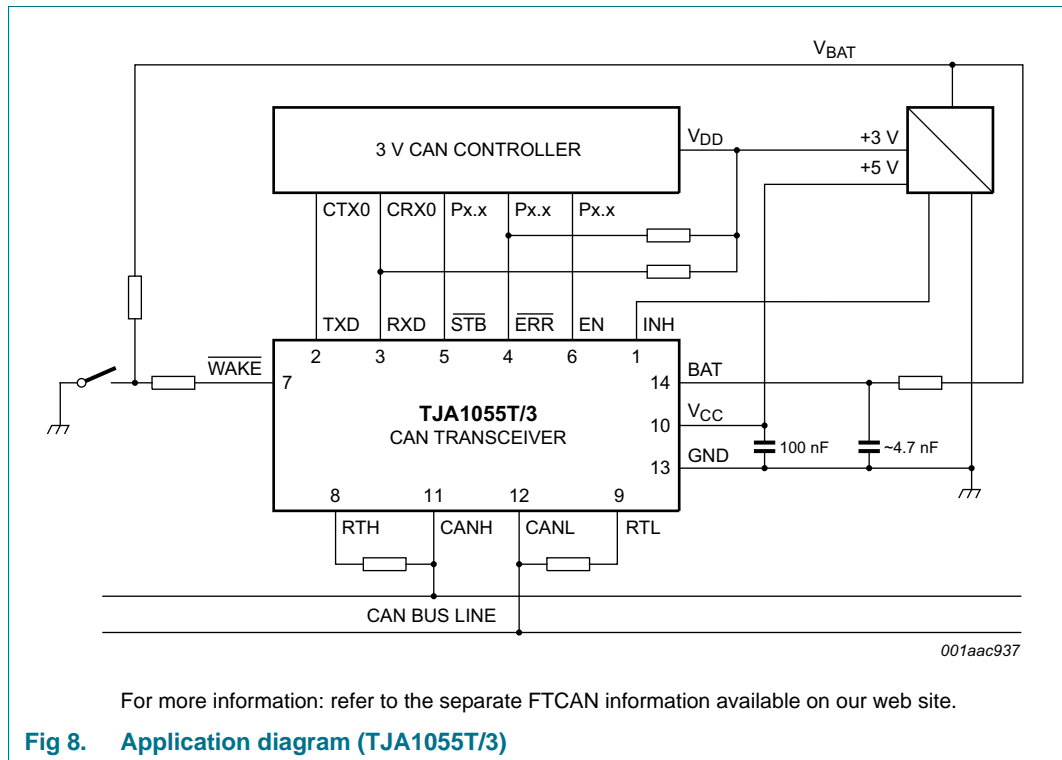 VBAT
3 V CAN CONTROLLER
VDD
+3 V
+5 V
CTX0 CRX0 Px.x Px.x Px.x
TXD RXD STB ERR EN INH
WAKE
2 3 5 4 6 1
7
14 BAT
TJA1055T/3
CAN TRANSCEIVER
10 VCC
100 nF
~4.7 nF
13 GND
8 11 12 9
RTH CANH CANL RTL
CAN BUS LINE
001aac937
For more information: refer to the separate FTCAN information available on our web site.
Fig 8. Application diagram (TJA1055T/3)